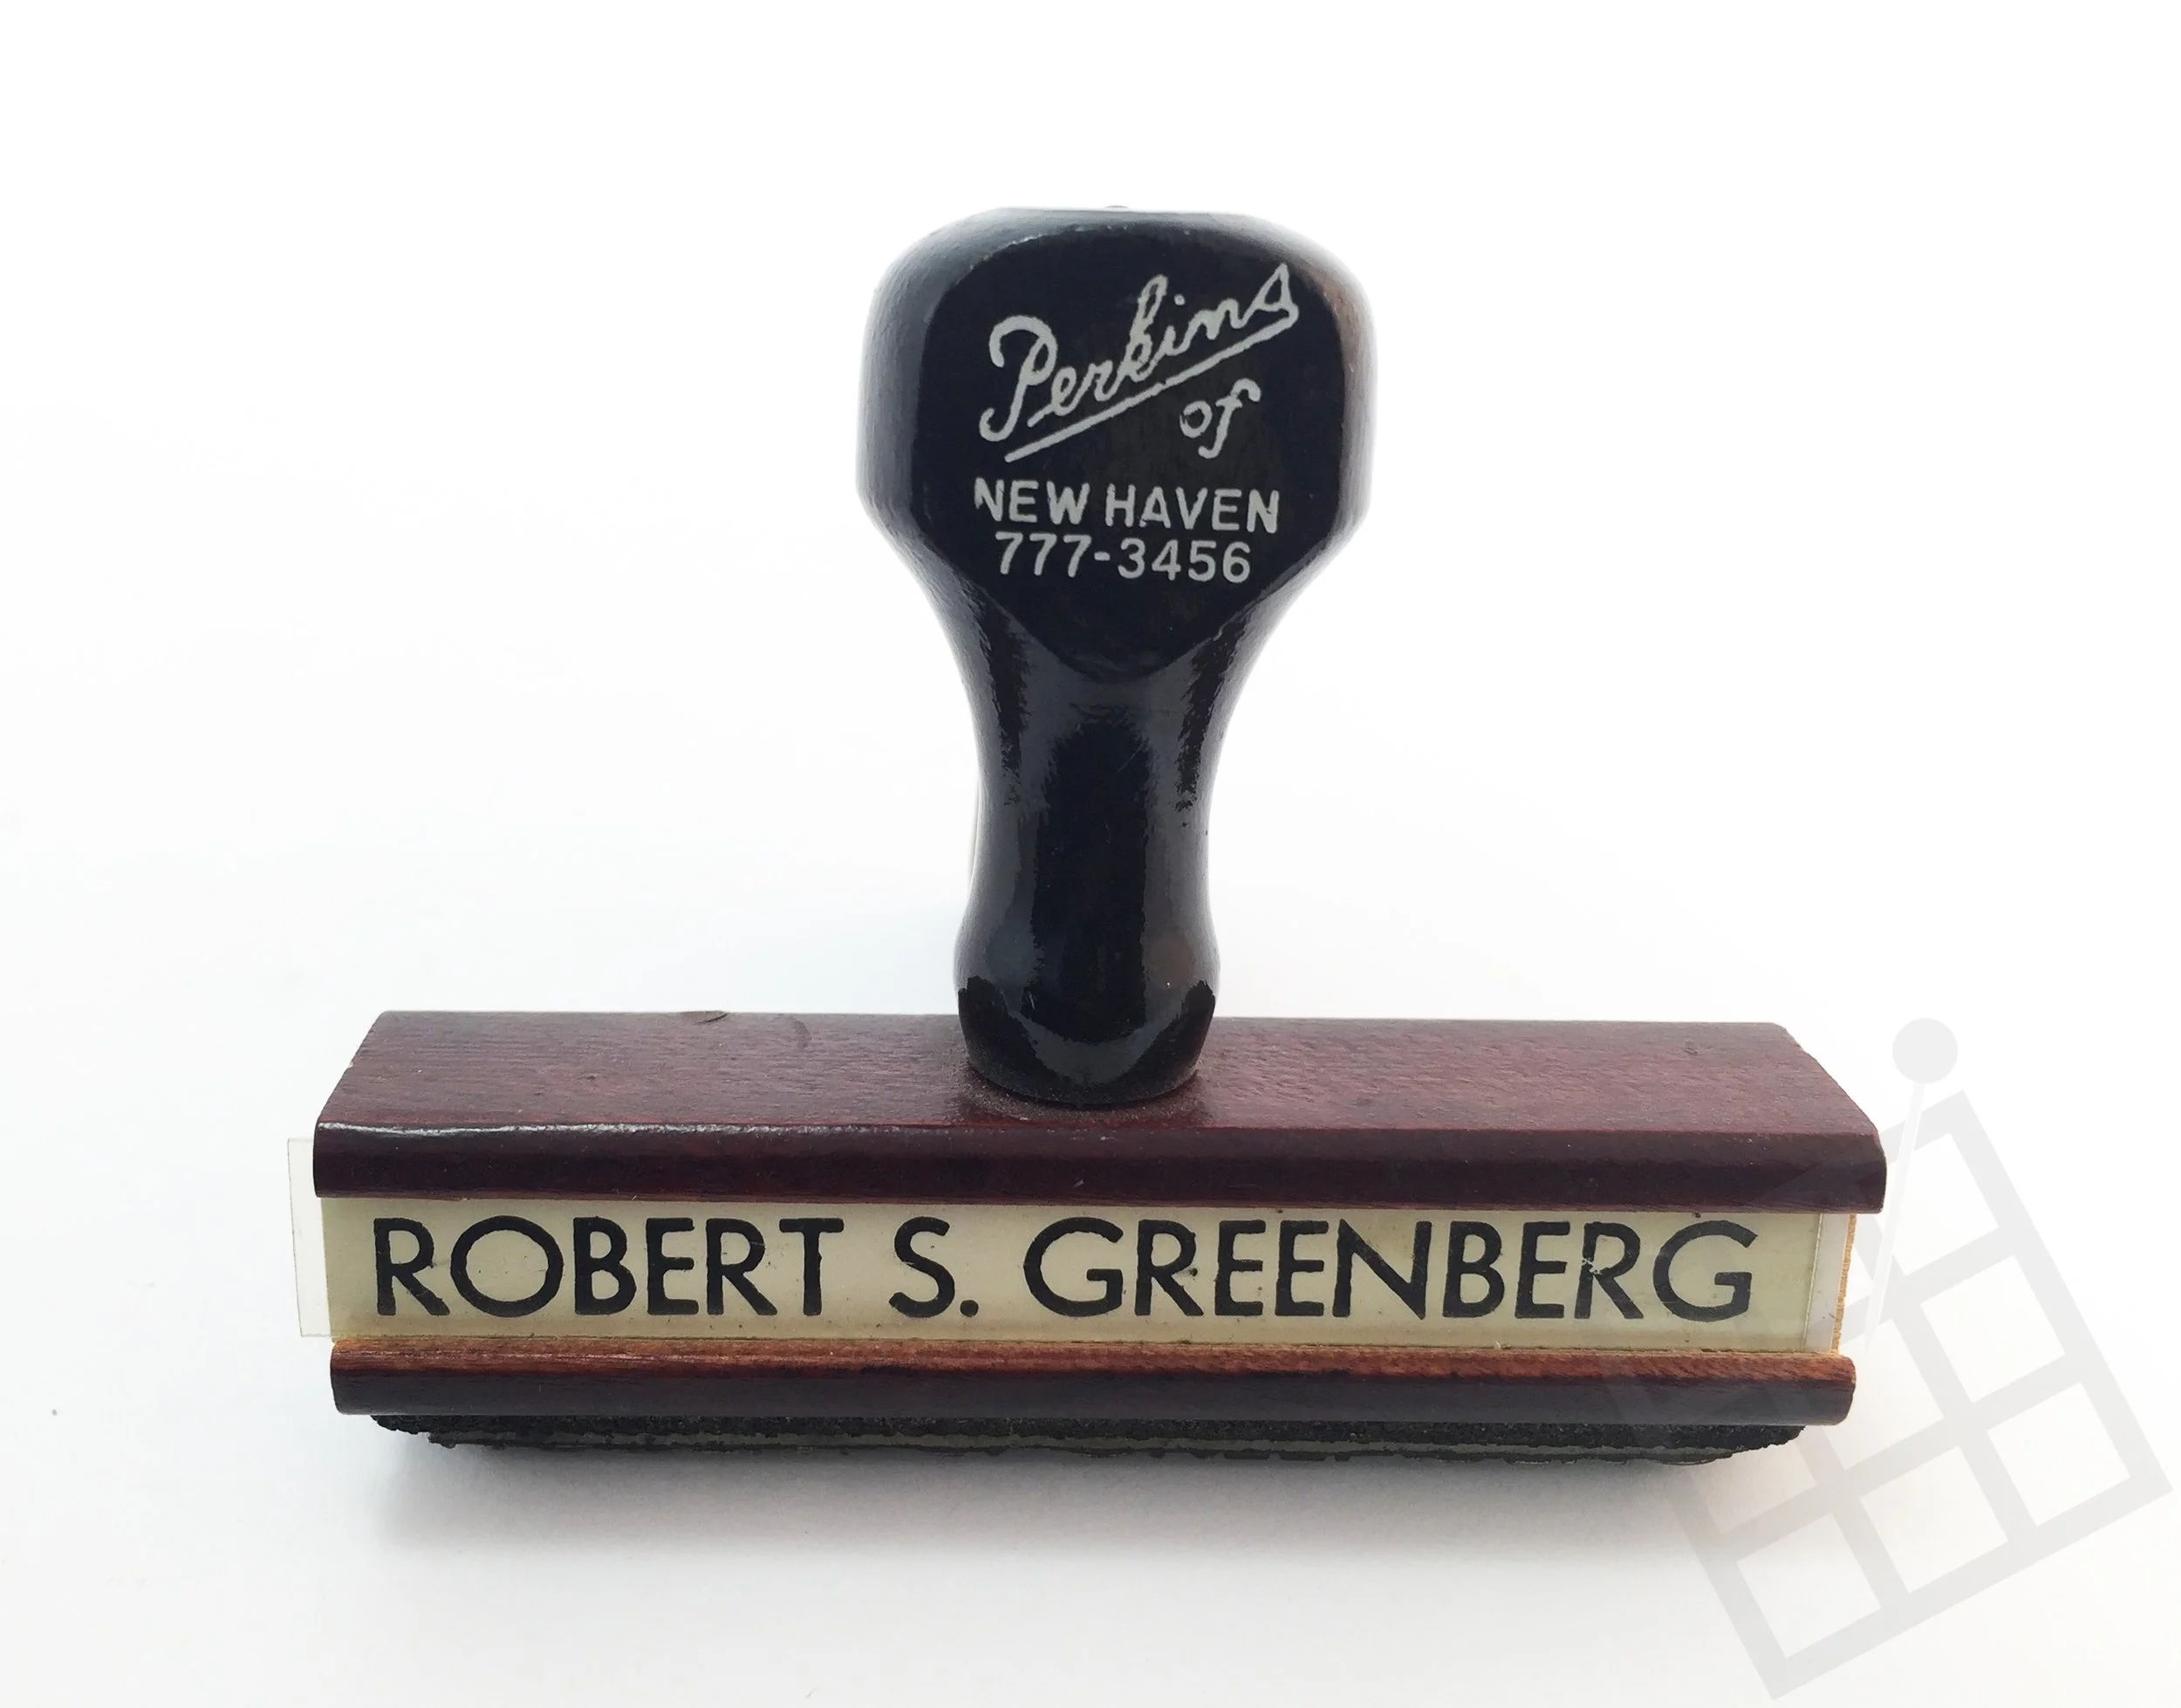 Perkins
of
NEW HAVEN
777-3456
ROBERT S. GREENBERG